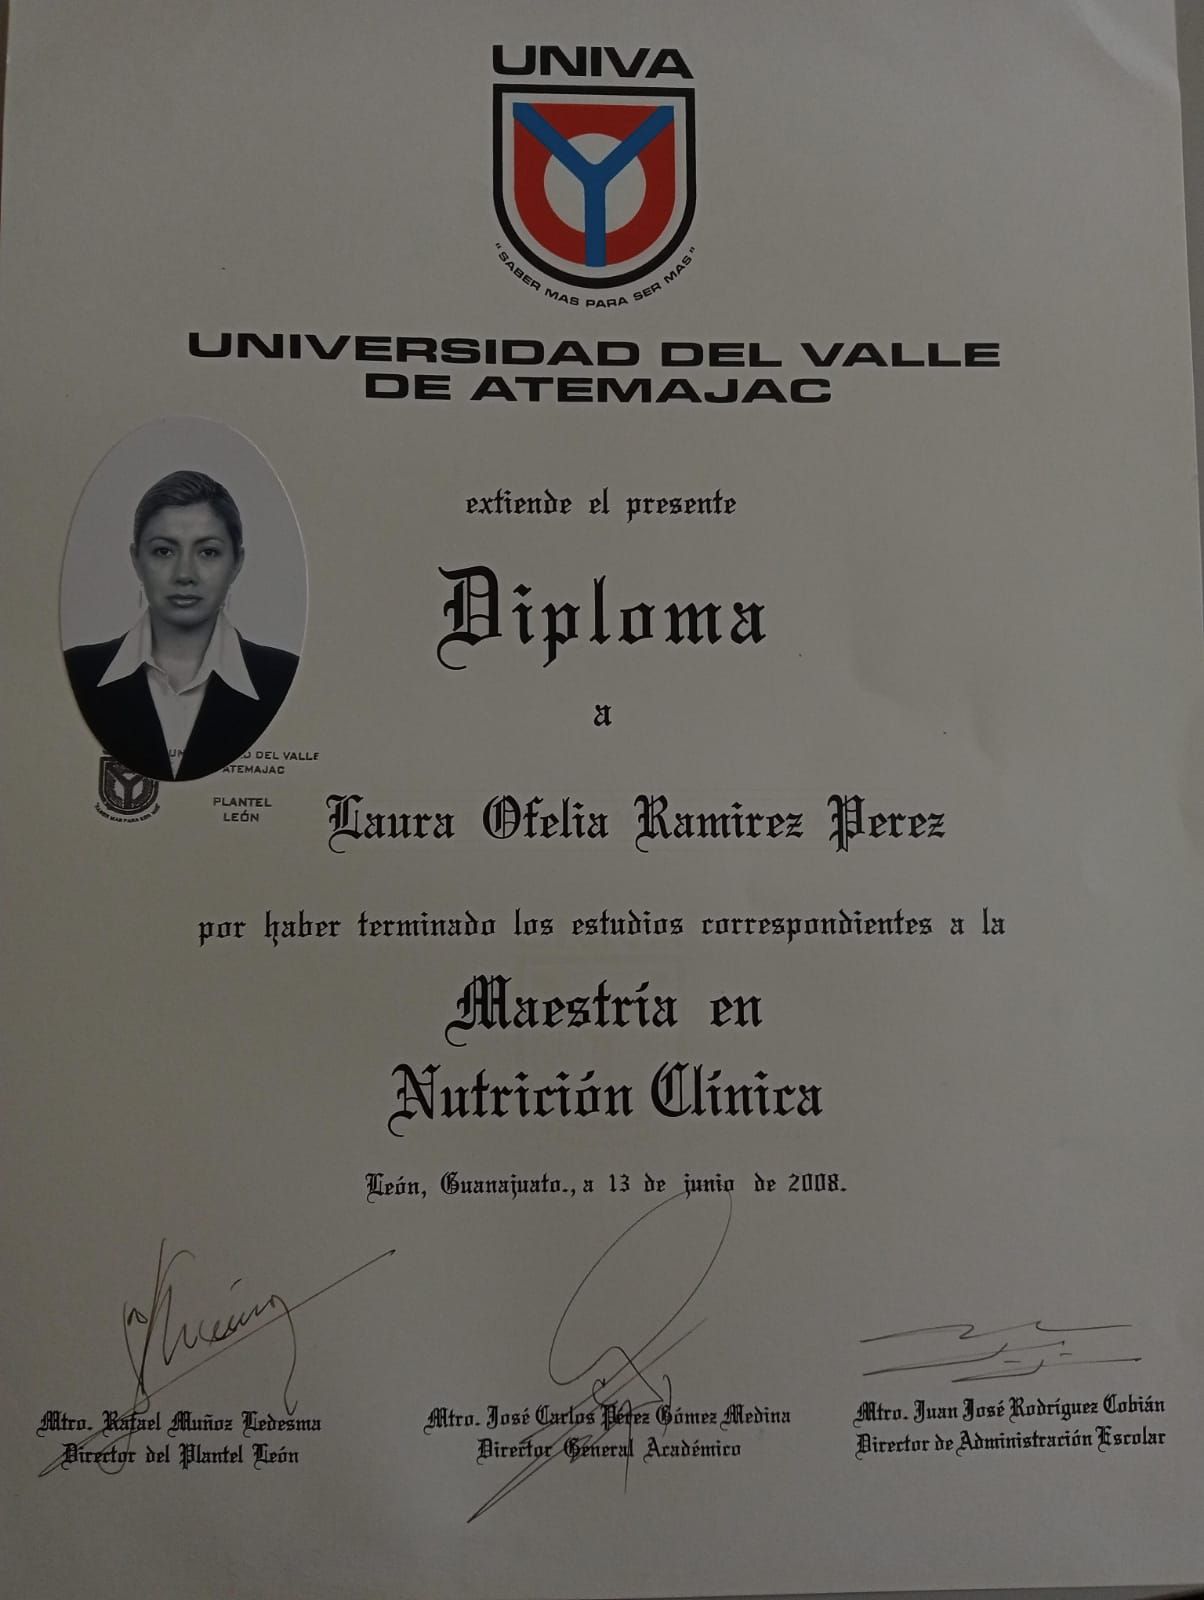 UNIVA
"SABER MAS PARA SER MAS"
UNIVERSIDAD DEL VALLE
DE ATEMAJAC
extiende el presente
Diploma
a
DEL VALLE
ATEMAJAC
PLANTEL
LEÓN
Laura Ofelia Ramirez Perez
por haber terminado los estudios correspondientes a la
Maestría en
Nutrición Clínica
León, Guanajuato., a 13 de junio de 2008.
Mtro. Rafael Muñoz Ledesma
Director del Plantel León
Mtro. José Carlos Pérez Gómez Medina
Director General Académico
Mtro. Juan José Rodríguez Cobián
Director de Administración Escolar